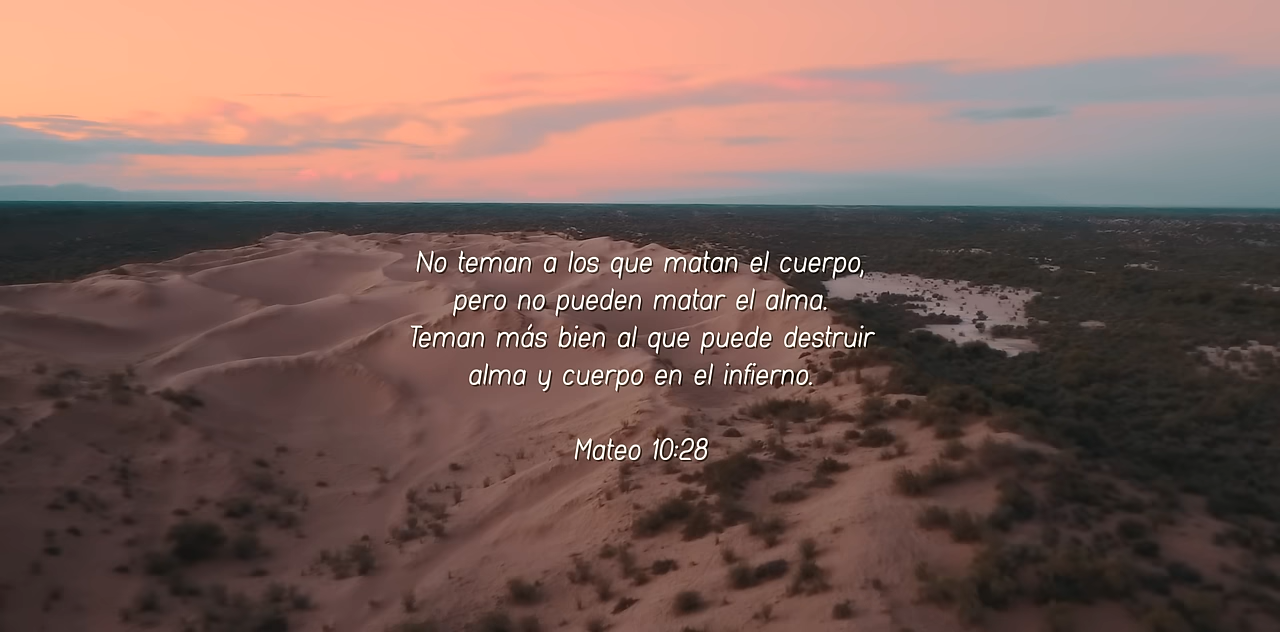 No teman a los que matan el cuerpo,
pero no pueden matar el alma.
Teman más bien al que puede destruir
alma y cuerpo en el infierno.
Mateo 10:28